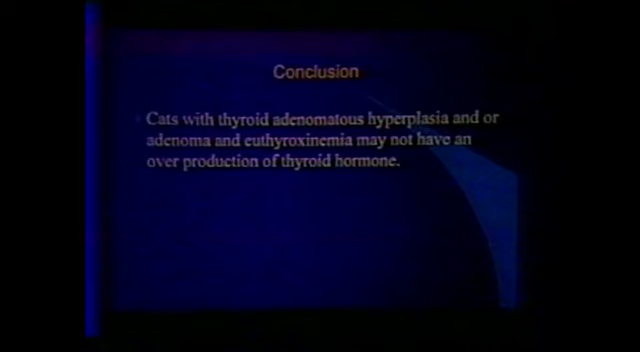 Conclusion
Cats with thyroid adenomatous hyperplasia and or
adenoma and euthyroxinemia may not have an
over production of thyroid hormone.